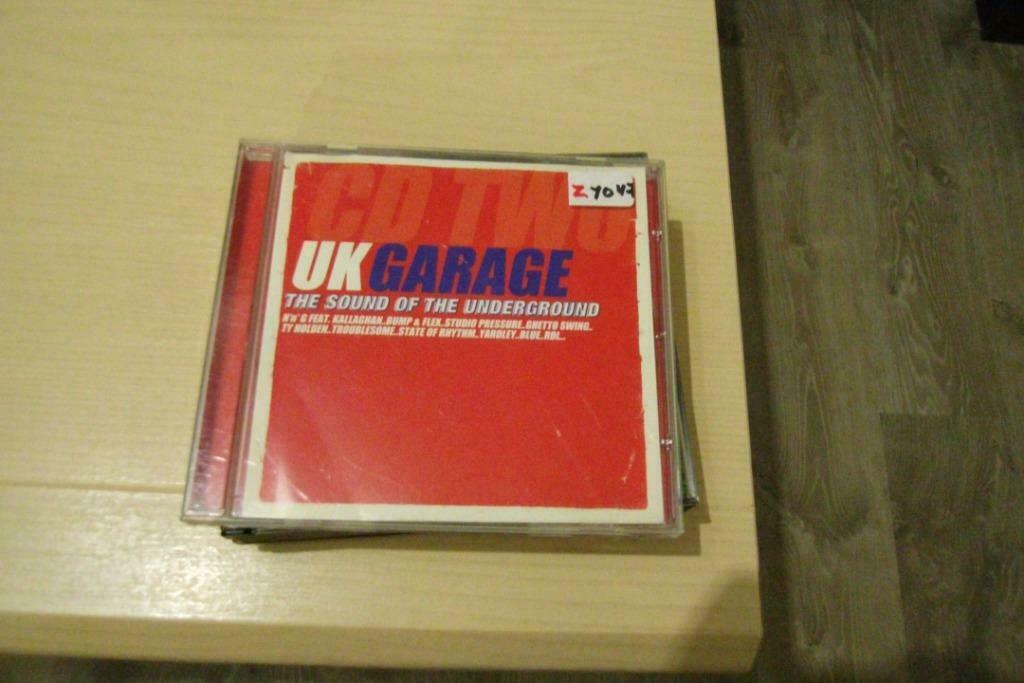 CD TWO
Z Y047
UK GARAGE
THE SOUND OF THE UNDERGROUND
N'n'G FEAT. KALLAGHAN..BUMP & FLEX..STUDIO PRESSURE..GHETTO SWING..
TY HOLDEN..TROUBLESOME..STATE OF RHYTHM..YARDLEY..BLUE..RDL..